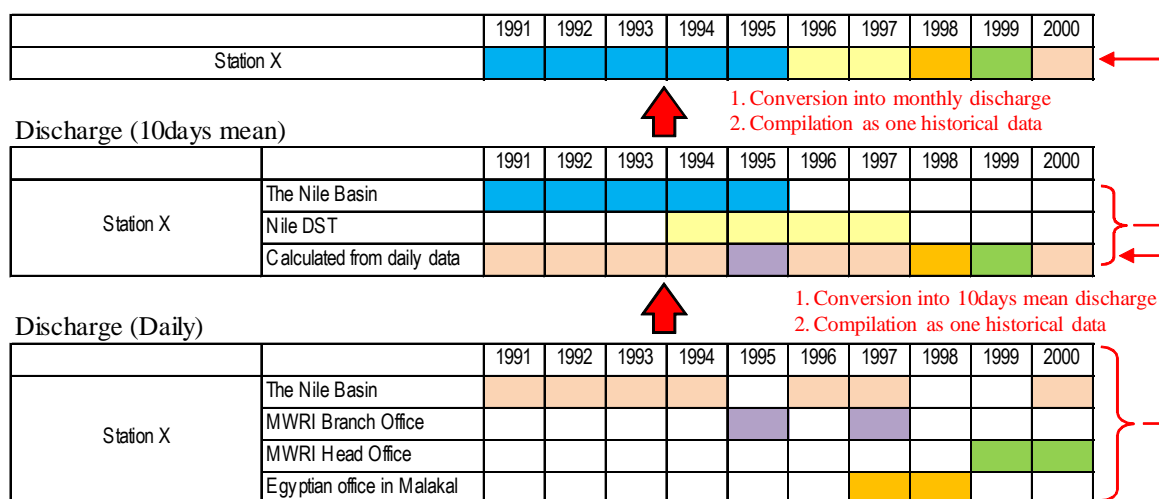 1991 1992 1993 1994 1995 1996 1997 1998 1999 2000
Station X
1. Conversion into monthly discharge
2. Compilation as one historical data
Discharge (10days mean)
1991 1992 1993 1994 1995 1996 1997 1998 1999 2000
The Nile Basin
Station X
Nile DST
Calculated from daily data
1. Conversion into 10days mean discharge
2. Compilation as one historical data
Discharge (Daily)
1991 1992 1993 1994 1995 1996 1997 1998 1999 2000
The Nile Basin
MWRI Branch Office
Station X
MWRI Head Office
Egyptian office in Malakal